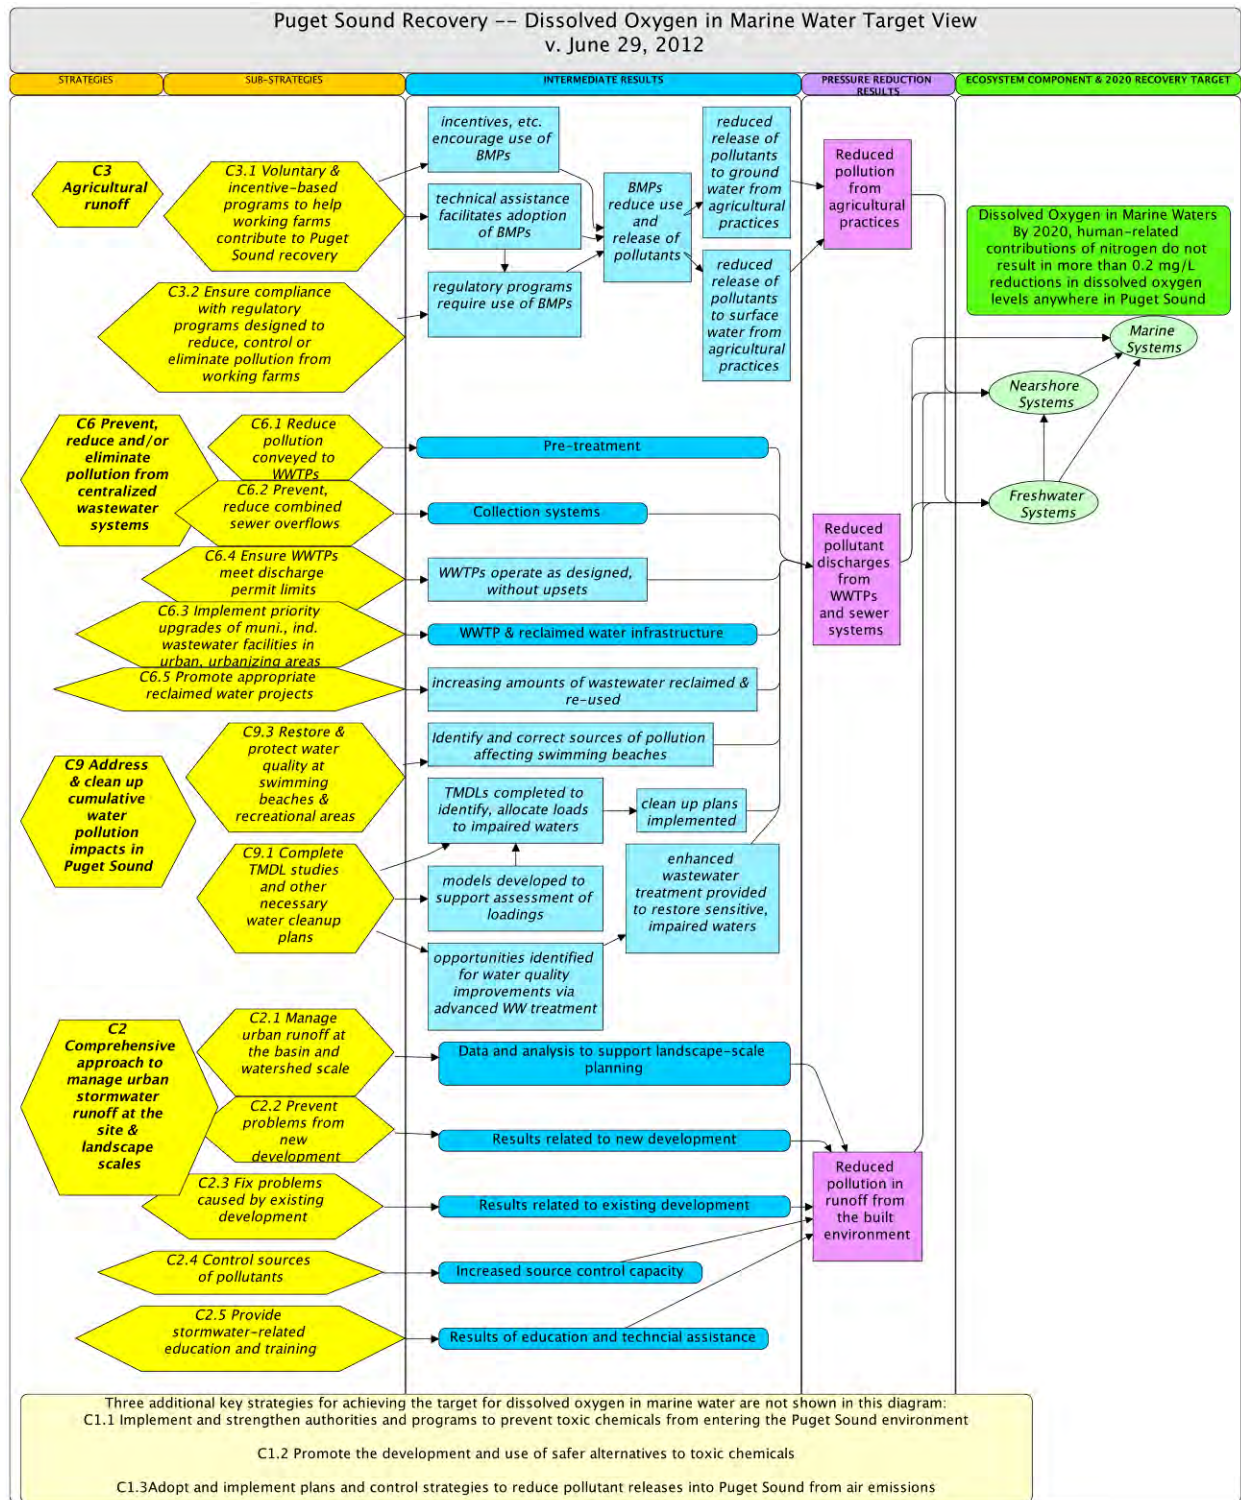 Puget Sound Recovery -- Dissolved Oxygen in Marine Water Target View
v. June 29, 2012
STRATEGIES
SUB-STRATEGIES
INTERMEDIATE RESULTS
PRESSURE REDUCTION
RESULTS
ECOSYSTEM COMPONENT & 2020 RECOVERY TARGET
C3
Agricultural
runoff
C3.1 Voluntary &
incentive-based
programs to help
working farms
contribute to Puget
Sound recovery
C3.2 Ensure compliance
with regulatory
programs designed to
reduce, control or
eliminate pollution from
working farms
incentives, etc.
encourage use of
BMPs
technical assistance
facilitates adoption
of BMPs
regulatory programs
require use of BMPs
BMPs
reduce use
and
release of
pollutants
reduced
release of
pollutants
to ground
water from
agricultural
practices
reduced
release of
pollutants
to surface
water from
agricultural
practices
Reduced
pollution
from
agricultural
practices
Dissolved Oxygen in Marine Waters
By 2020, human-related
contributions of nitrogen do not
result in more than 0.2 mg/L
reductions in dissolved oxygen
levels anywhere in Puget Sound
Marine
Systems
Nearshore
Systems
Freshwater
Systems
C6 Prevent,
reduce and/or
eliminate
pollution from
centralized
wastewater
systems
C6.1 Reduce
pollution
conveyed to
WWTPs
C6.2 Prevent,
reduce combined
sewer overflows
C6.4 Ensure WWTPs
meet discharge
permit limits
C6.3 Implement priority
upgrades of muni., ind.
wastewater facilities in
urban, urbanizing areas
C6.5 Promote appropriate
reclaimed water projects
Pre-treatment
Collection systems
WWTPs operate as designed,
without upsets
WWTP & reclaimed water infrastructure
increasing amounts of wastewater reclaimed &
re-used
Reduced
pollutant
discharges
from
WWTPs
and sewer
systems
C9 Address
& clean up
cumulative
water
pollution
impacts in
Puget Sound
C9.3 Restore &
protect water
quality at
swimming
beaches &
recreational areas
C9.1 Complete
TMDL studies
and other
necessary
water cleanup
plans
Identify and correct sources of pollution
affecting swimming beaches
TMDLs completed to
identify, allocate loads
to impaired waters
clean up plans
implemented
models developed to
support assessment of
loadings
enhanced
wastewater
treatment provided
to restore sensitive,
impaired waters
opportunities identified
for water quality
improvements via
advanced WW treatment
C2
Comprehensive
approach to
manage urban
stormwater
runoff at the
site &
landscape
scales
C2.1 Manage
urban runoff at
the basin and
watershed scale
C2.2 Prevent
problems from
new
development
C2.3 Fix problems
caused by existing
development
C2.4 Control sources
of pollutants
C2.5 Provide
stormwater-related
education and training
Data and analysis to support landscape-scale
planning
Results related to new development
Results related to existing development
Increased source control capacity
Results of education and techncial assistance
Reduced
pollution in
runoff from
the built
environment
Three additional key strategies for achieving the target for dissolved oxygen in marine water are not shown in this diagram:
C1.1 Implement and strengthen authorities and programs to prevent toxic chemicals from entering the Puget Sound environment
C1.2 Promote the development and use of safer alternatives to toxic chemicals
C1.3Adopt and implement plans and control strategies to reduce pollutant releases into Puget Sound from air emissions